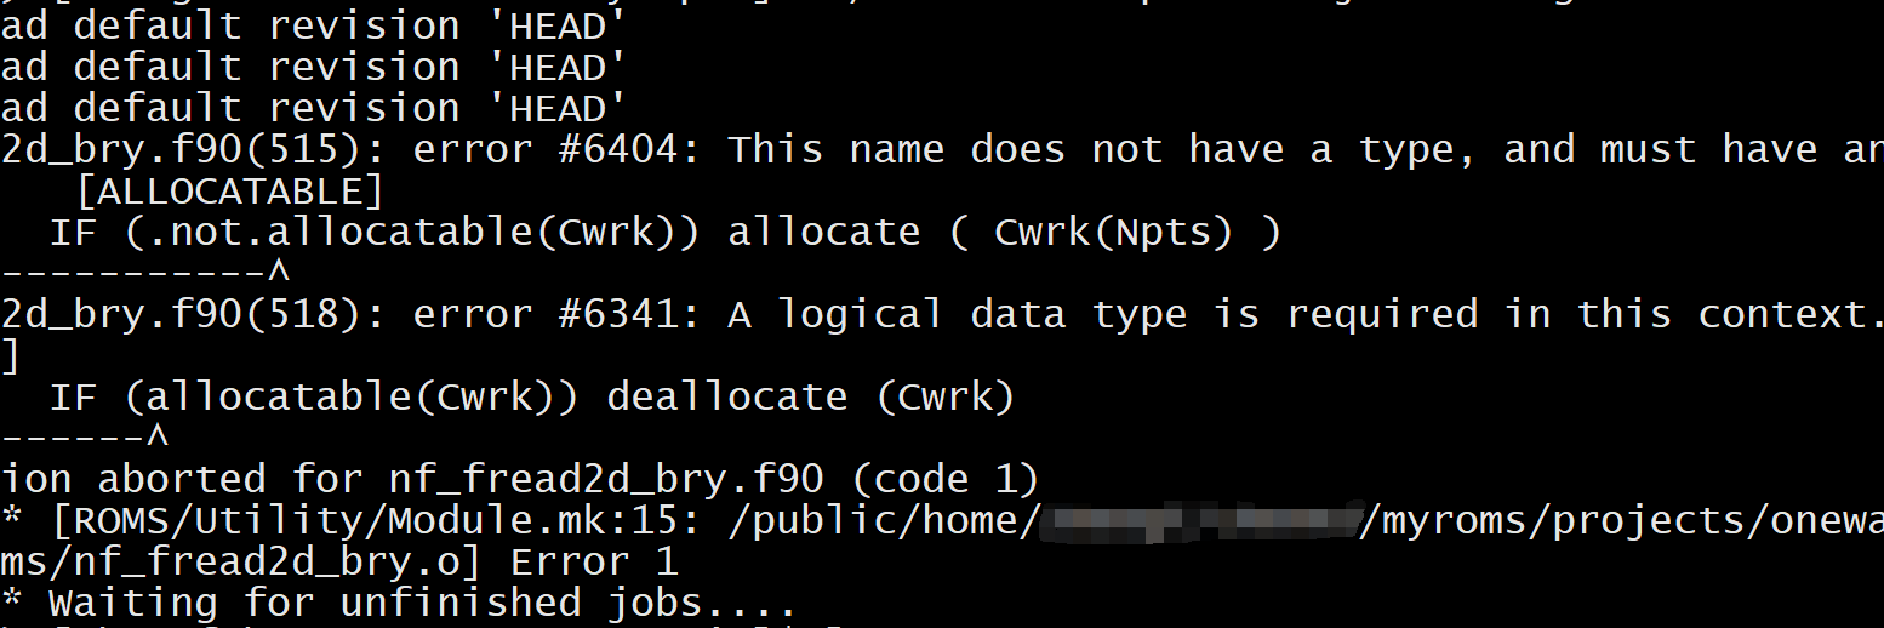 ad default revision 'HEAD'
ad default revision 'HEAD'
ad default revision 'HEAD'
2d_bry.f90(515): error #6404: This name does not have a type, and must have an
[ALLOCATABLE]
IF (.not.allocatable(Cwrk)) allocate ( Cwrk(Npts) )
-----------^
2d_bry.f90(518): error #6341: A logical data type is required in this context.
]
IF (allocatable(Cwrk)) deallocate (Cwrk)
------^
ion aborted for nf_fread2d_bry.f90 (code 1)
* [ROMS/Utility/Module.mk:15: /public/home/ /myroms/projects/onewa
ms/nf_fread2d_bry.o] Error 1
* Waiting for unfinished jobs....